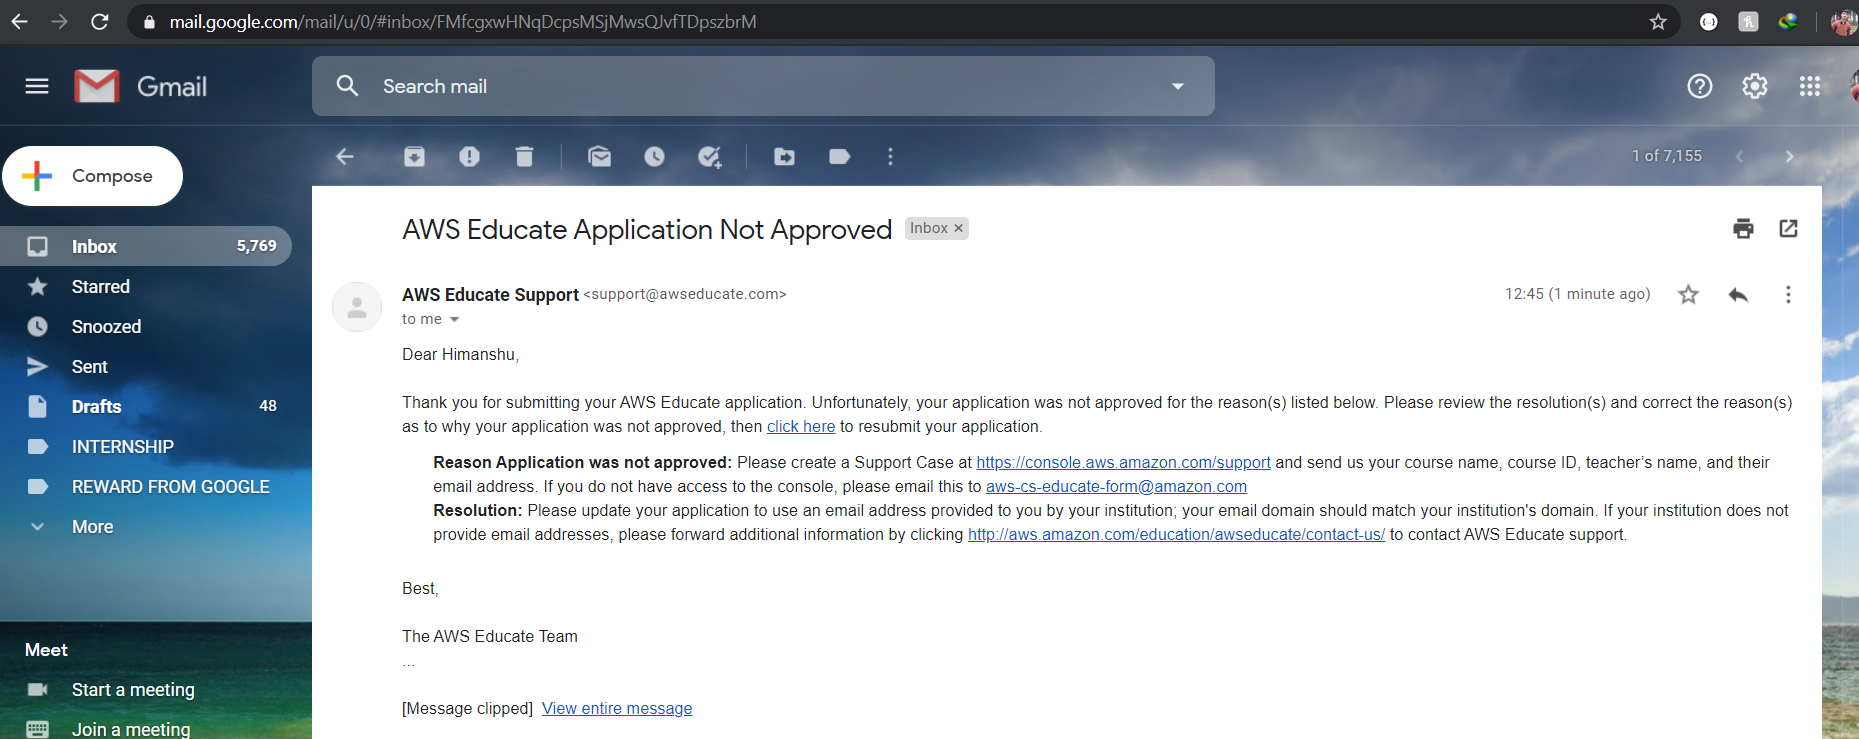 mail.google.com/mail/u/0/#inbox/FMfcgxwHNqDcpsMSjMwsQJvfTDpszbrM
Gmail
Search mail
1 of 7,155
Compose
Inbox 5,769
Starred
Snoozed
Sent
Drafts 48
INTERNSHIP
REWARD FROM GOOGLE
More
Meet
Start a meeting
Join a meeting
AWS Educate Application Not Approved Inbox ×
AWS Educate Support <support@awseducate.com> 12:45 (1 minute ago)
to me
Dear Himanshu,
Thank you for submitting your AWS Educate application. Unfortunately, your application was not approved for the reason(s) listed below. Please review the resolution(s) and correct the reason(s)
as to why your application was not approved, then click here to resubmit your application.
Reason Application was not approved: Please create a Support Case at https://console.aws.amazon.com/support and send us your course name, course ID, teacher’s name, and their
email address. If you do not have access to the console, please email this to aws-cs-educate-form@amazon.com
Resolution: Please update your application to use an email address provided to you by your institution; your email domain should match your institution's domain. If your institution does not
provide email addresses, please forward additional information by clicking http://aws.amazon.com/education/awseducate/contact-us/ to contact AWS Educate support.
Best,
The AWS Educate Team
...
[Message clipped] View entire message